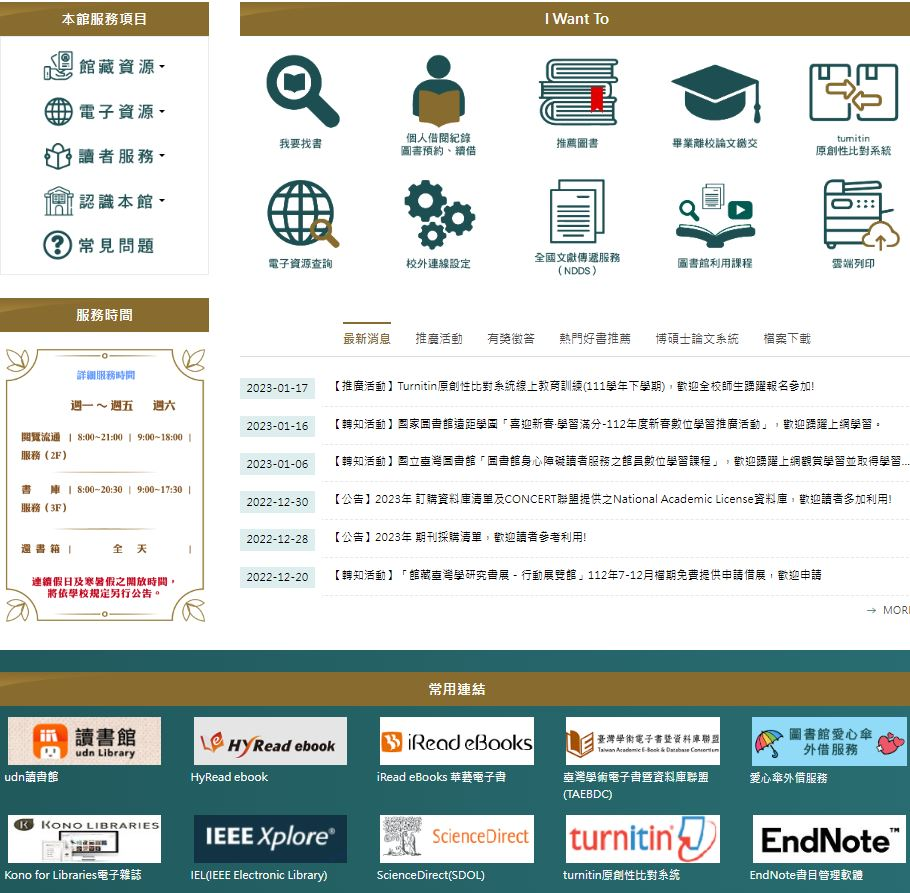 本館服務項目
館藏資源
電子資源
讀者服務
認識本館
常見問題
服務時間
詳細服務時間
週一～週五 週六
閱覽流通 | 8:00~21:00 | 9:00~18:00 |
服務（2F）
書 庫 | 8:00~20:30 | 9:00~17:30 |
服務（3F）
還書箱 | 全 天 |
連續假日及寒暑假之開放時間，
將依學校規定另行公告。
I Want To
我要找書
個人借閱紀錄
圖書預約、續借
推薦圖書
畢業離校論文繳交
turnitin
原創性比對系統
電子資源查詢
校外連線設定
全國文獻傳遞服務
（NDDS）
圖書館利用課程
雲端列印
最新消息 推廣活動 有獎徵答 熱門好書推薦 博碩士論文系統 檔案下載
2023-01-17 【推廣活動】Turnitin原創性比對系統線上教育訓練(111學年下學期)，歡迎全校師生踴躍報名參加!
2023-01-16 【轉知活動】國家圖書館遠距學園「喜迎新春‧學習滿分-112年度新春數位學習推廣活動」，歡迎踴躍上網學習。
2023-01-06 【轉知活動】國立臺灣圖書館「圖書館身心障礙讀者服務之館員數位學習課程」，歡迎踴躍上網觀賞學習並取得學習...
2022-12-30 【公告】2023年 訂購資料庫清單及CONCERT聯盟提供之National Academic License資料庫，歡迎讀者多加利用!
2022-12-28 【公告】2023年 期刊採購清單，歡迎讀者參考利用!
2022-12-20 【轉知活動】「館藏臺灣學研究書展－行動展覽館」112年7-12月檔期免費提供申請借展，歡迎申請
→ MORE
常用連結
讀書館
udn Library
udn讀書館
HyRead ebook
HyRead ebook
iRead eBooks
iRead eBooks 華藝電子書
臺灣學術電子書暨資料庫聯盟
Taiwan Academic E-Book & Database Consortium
臺灣學術電子書暨資料庫聯盟
(TAEBDC)
圖書館愛心傘
外借服務
愛心傘外借服務
KONO LIBRARIES
Kono for Libraries電子雜誌
IEEE Xplore®
IEL(IEEE Electronic Library)
ScienceDirect
ScienceDirect(SDOL)
turnitin
turnitin原創性比對系統
EndNote™
EndNote書目管理軟體